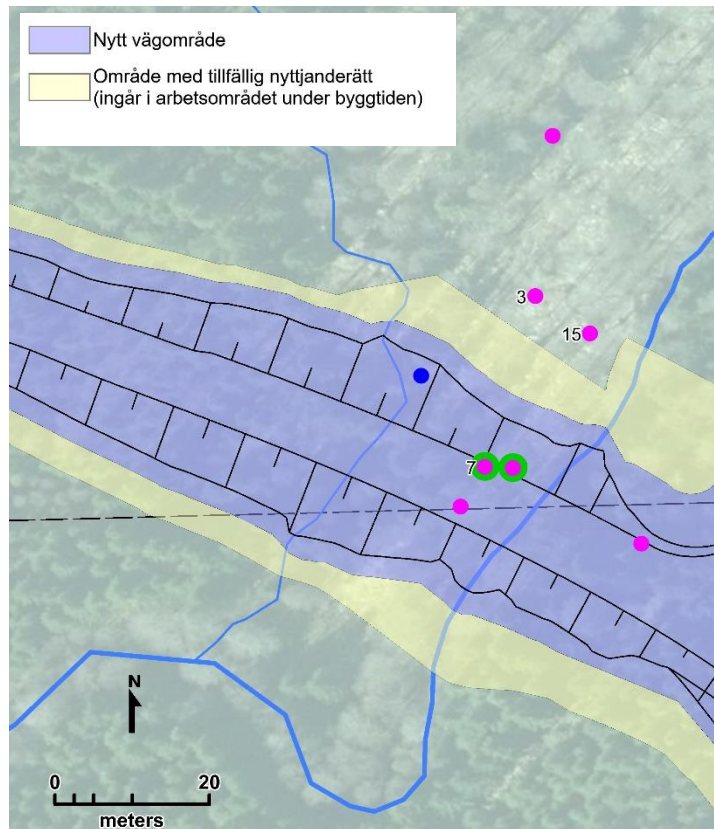 Nytt vägområde
Område med tillfällig nyttjanderätt
(ingår i arbetsområdet under byggtiden)
3
15
7
N
0 20
meters